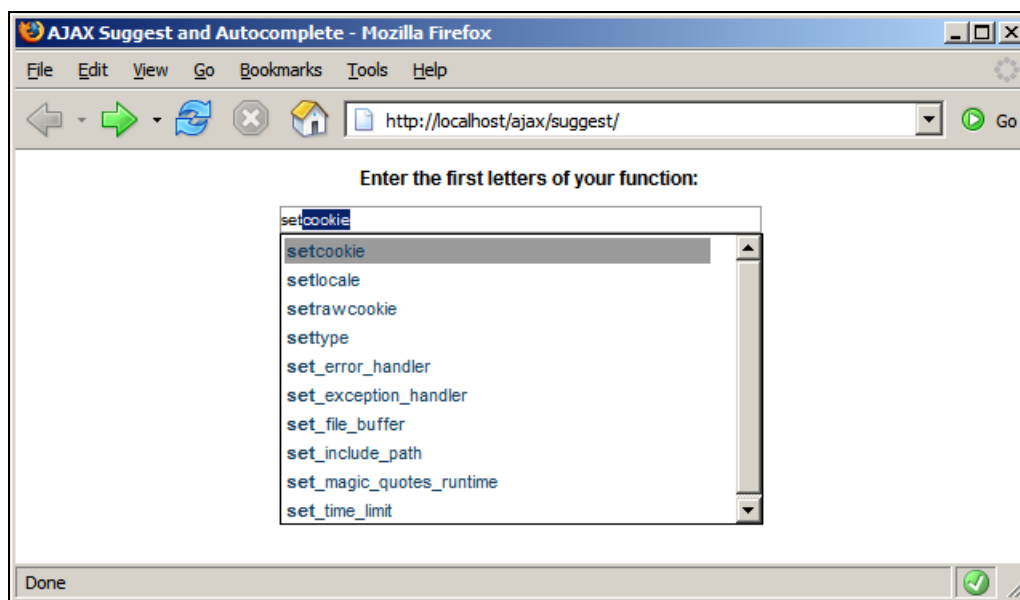 AJAX Suggest and Autocomplete - Mozilla Firefox
File Edit View Go Bookmarks Tools Help
http://localhost/ajax/suggest/ Go
Enter the first letters of your function:
setcookie
setcookie
setlocale
setrawcookie
settype
set_error_handler
set_exception_handler
set_file_buffer
set_include_path
set_magic_quotes_runtime
set_time_limit
Done